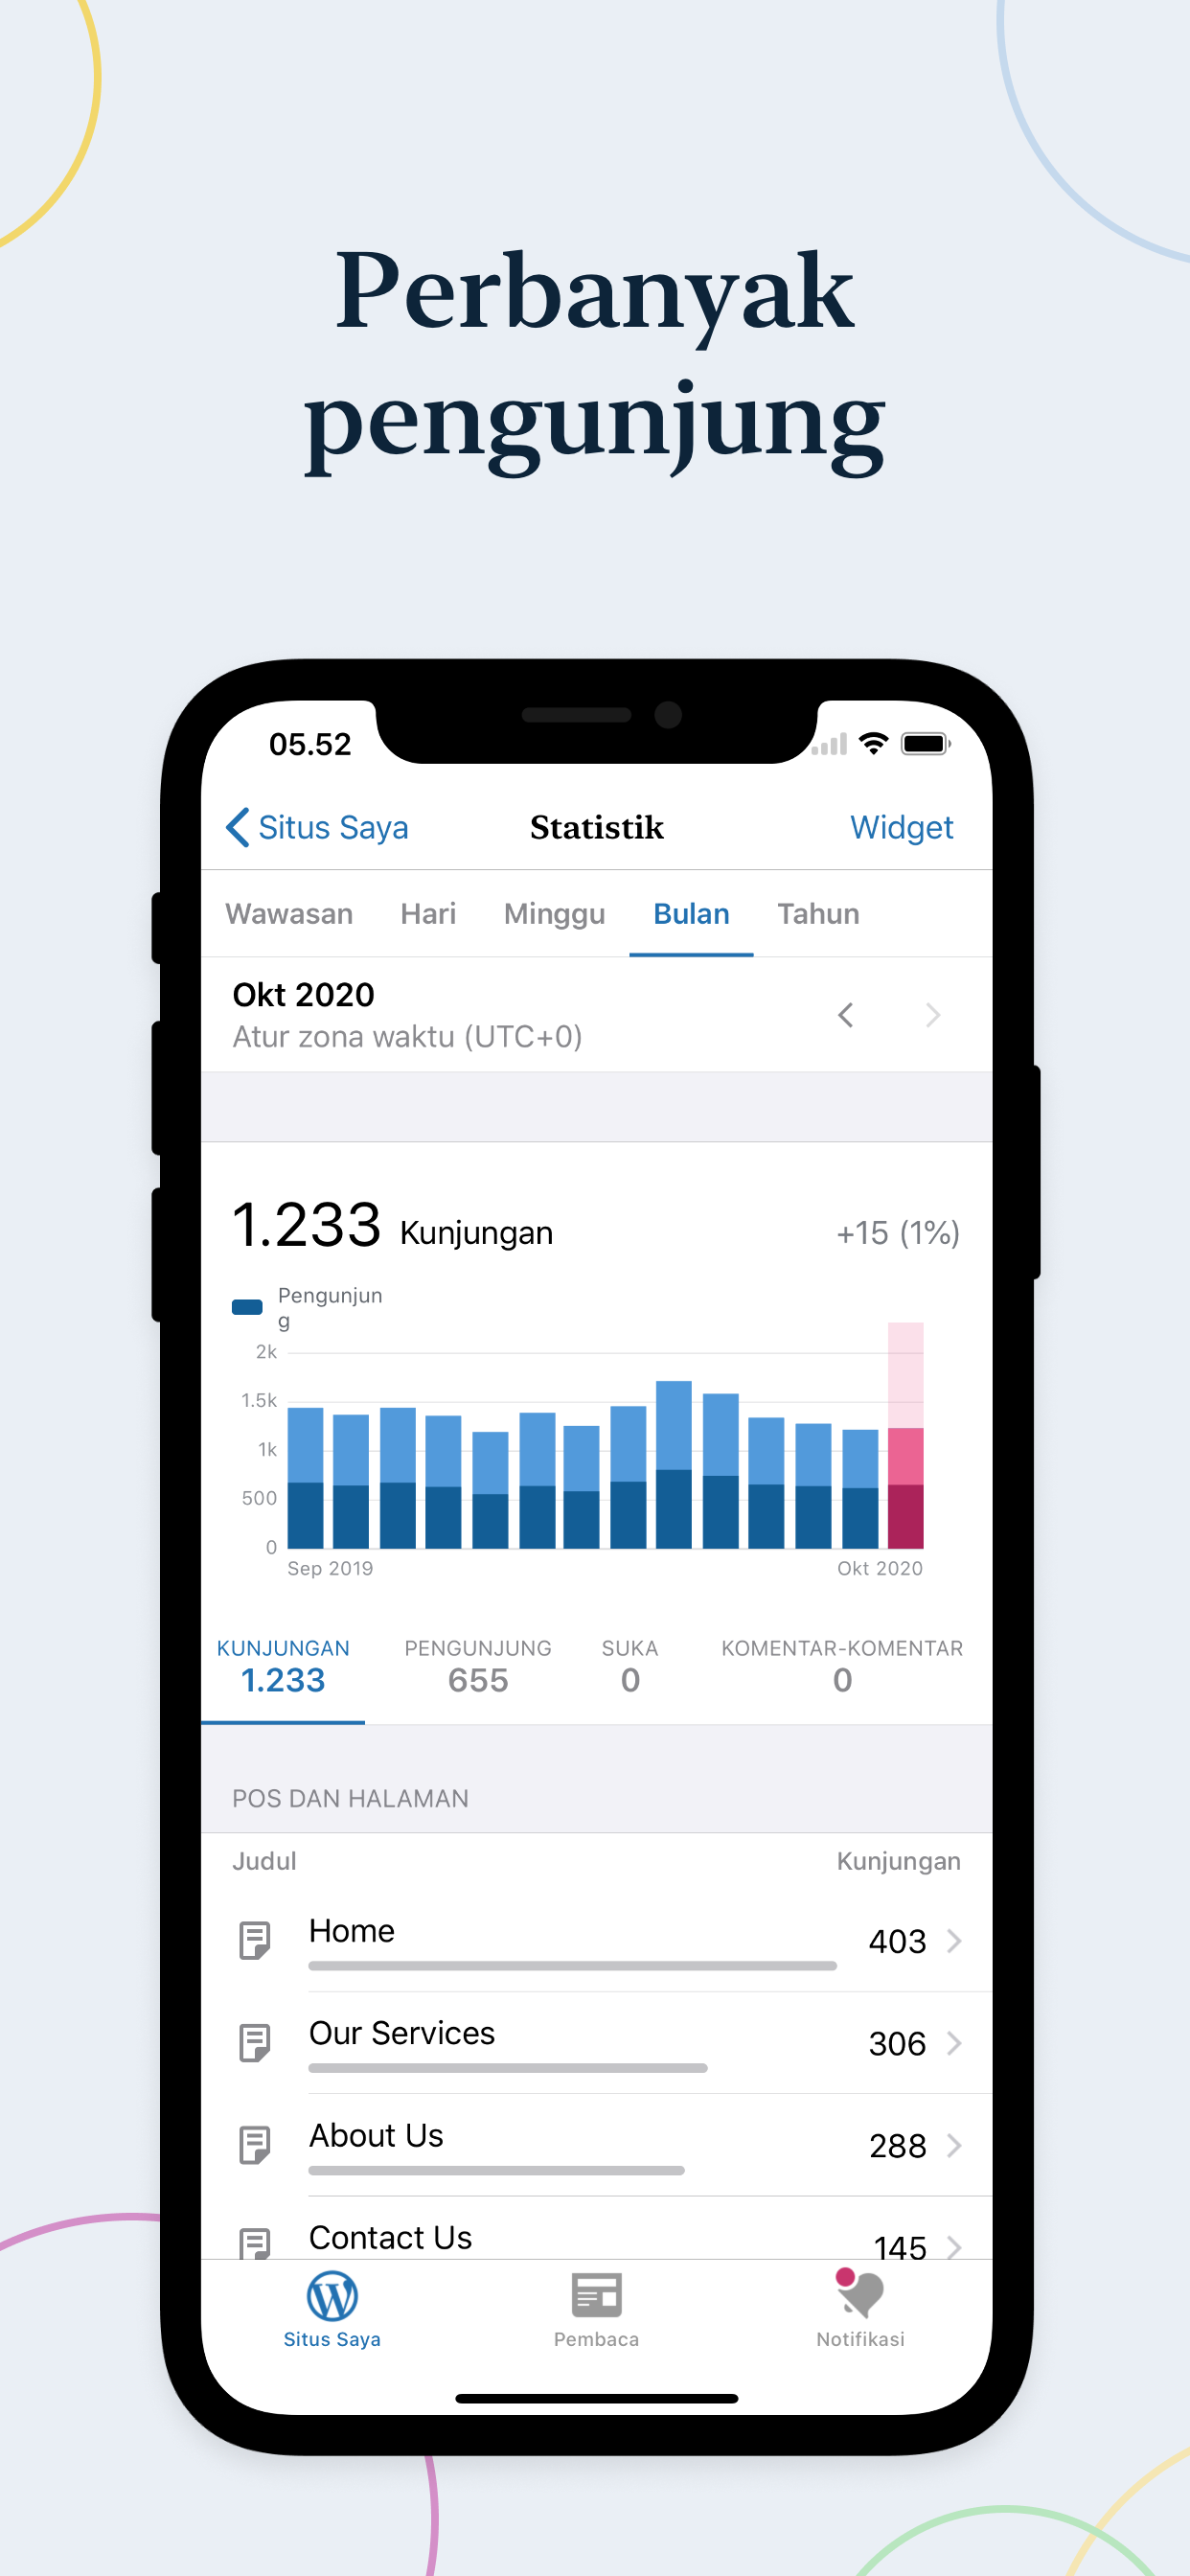 Perbanyak
pengunjung
05.52
Situs Saya
Statistik
Widget
Wawasan
Hari
Minggu
Bulan
Tahun
Okt 2020
Atur zona waktu (UTC+0)
1.233 Kunjungan
+15 (1%)
Pengunjun
g
2k
1.5k
1k
500
0
Sep 2019
Okt 2020
KUNJUNGAN
1.233
PENGUNJUNG
655
SUKA
0
KOMENTAR-KOMENTAR
0
POS DAN HALAMAN
Judul
Kunjungan
Home
403
Our Services
306
About Us
288
Contact Us
145
Situs Saya
Pembaca
Notifikasi